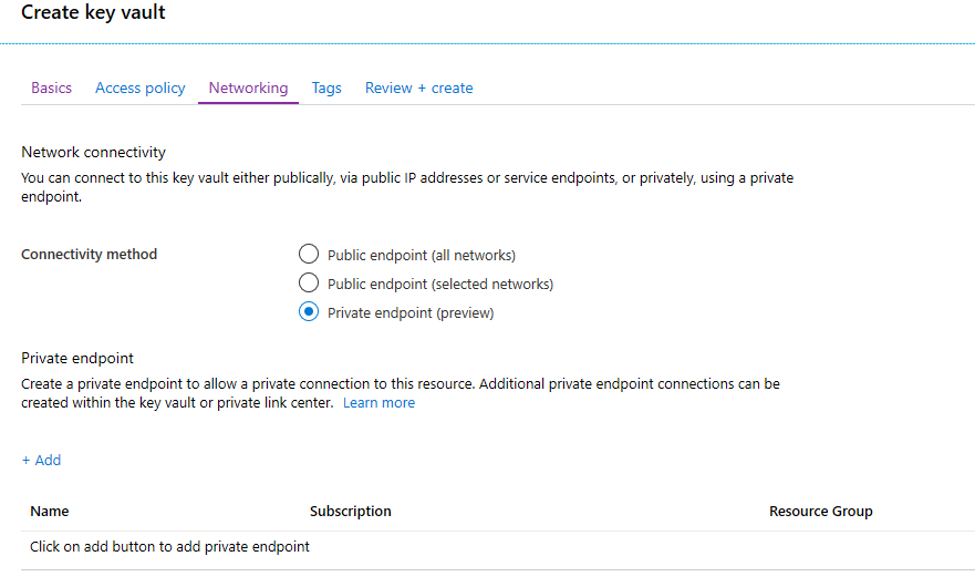 Create key vault
Basics Access policy Networking Tags Review + create
Network connectivity
You can connect to this key vault either publically, via public IP addresses or service endpoints, or privately, using a private
endpoint.
Connectivity method
Public endpoint (all networks)
Public endpoint (selected networks)
Private endpoint (preview)
Private endpoint
Create a private endpoint to allow a private connection to this resource. Additional private endpoint connections can be
created within the key vault or private link center. Learn more
+ Add
Name Subscription Resource Group
Click on add button to add private endpoint